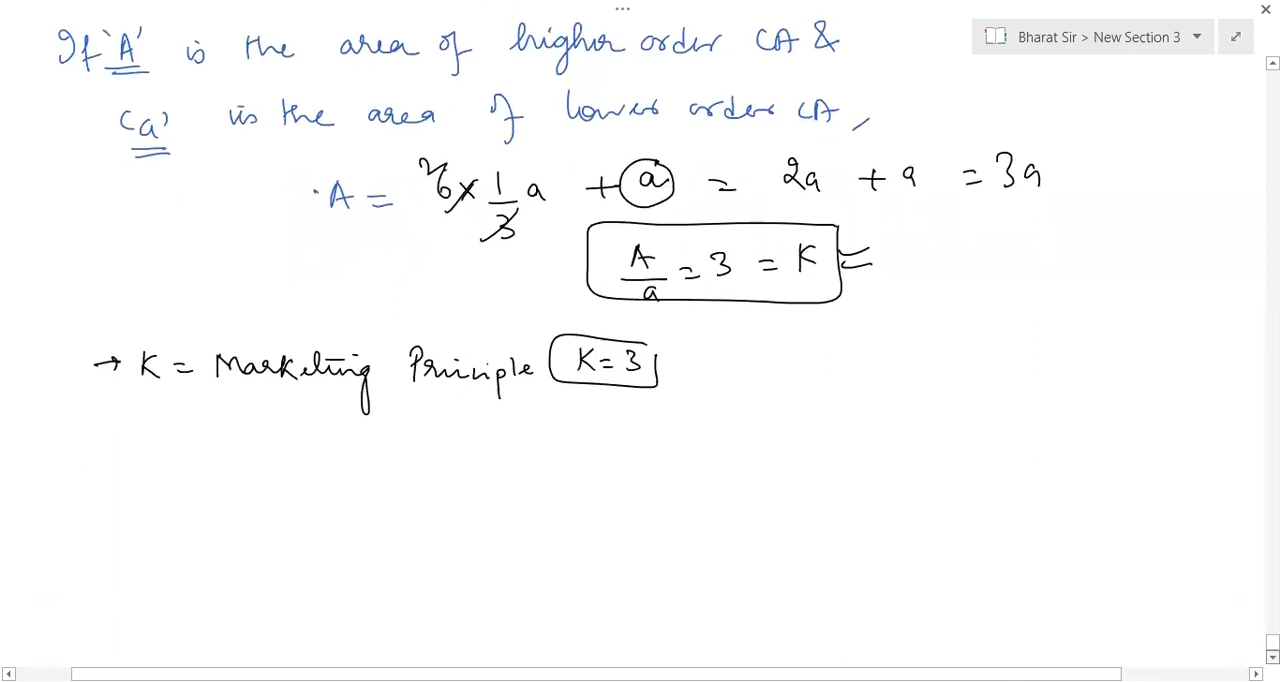 ...
Bharat Sir > New Section 3
If 'A' is the area of higher order CA &
'a' is the area of lower order CA,
A = 6 × 1/3 a + a = 2a + a = 3a
A/a = 3 = K
→ K = Marketing Principle K = 3